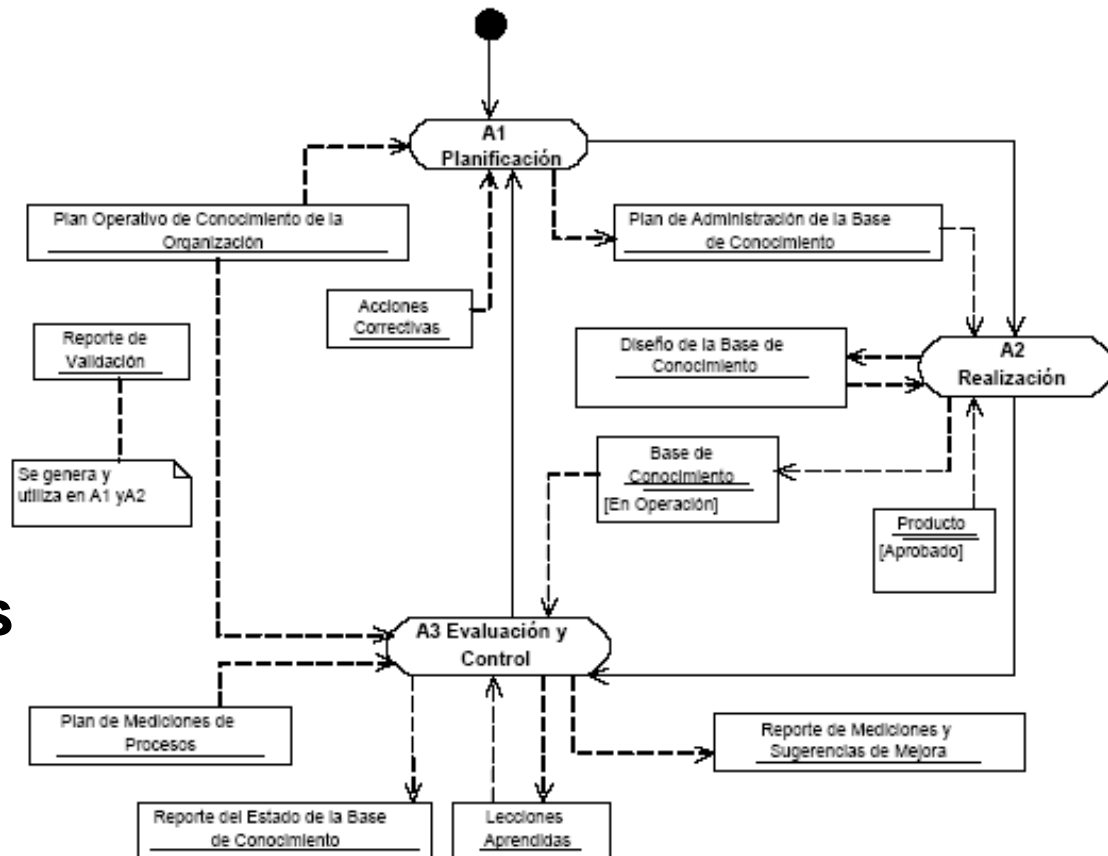 A1
Planificación
Plan Operativo de Conocimiento de la
Organización
Plan de Administración de la Base
de Conocimiento
Acciones
Correctivas
Reporte de
Validación
Diseño de la Base de
Conocimiento
A2
Realización
Se genera y
utiliza en A1 yA2
Base de
Conocimiento
[En Operación]
Producto
[Aprobado]
s
A3 Evaluación y
Control
Plan de Mediciones de
Procesos
Reporte de Mediciones y
Sugerencias de Mejora
Reporte del Estado de la Base
de Conocimiento
Lecciones
Aprendidas